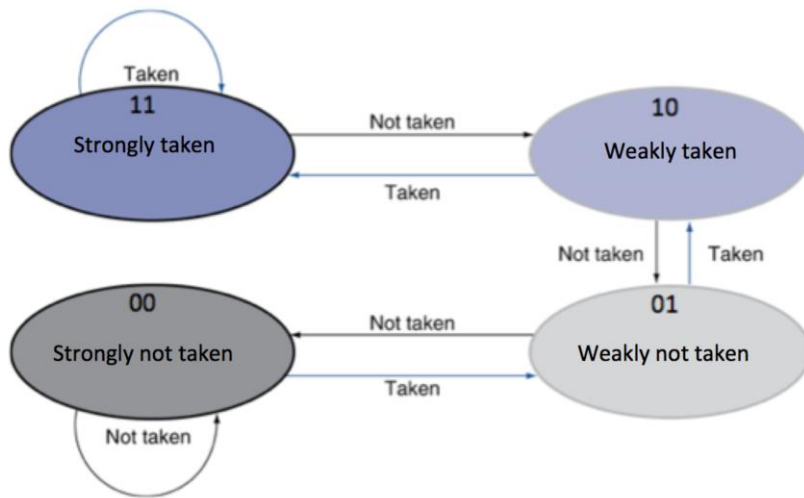 Taken
11
Strongly taken
Not taken
10
Weakly taken
Taken
Not taken
Taken
00
Strongly not taken
Not taken
01
Weakly not taken
Taken
Not taken